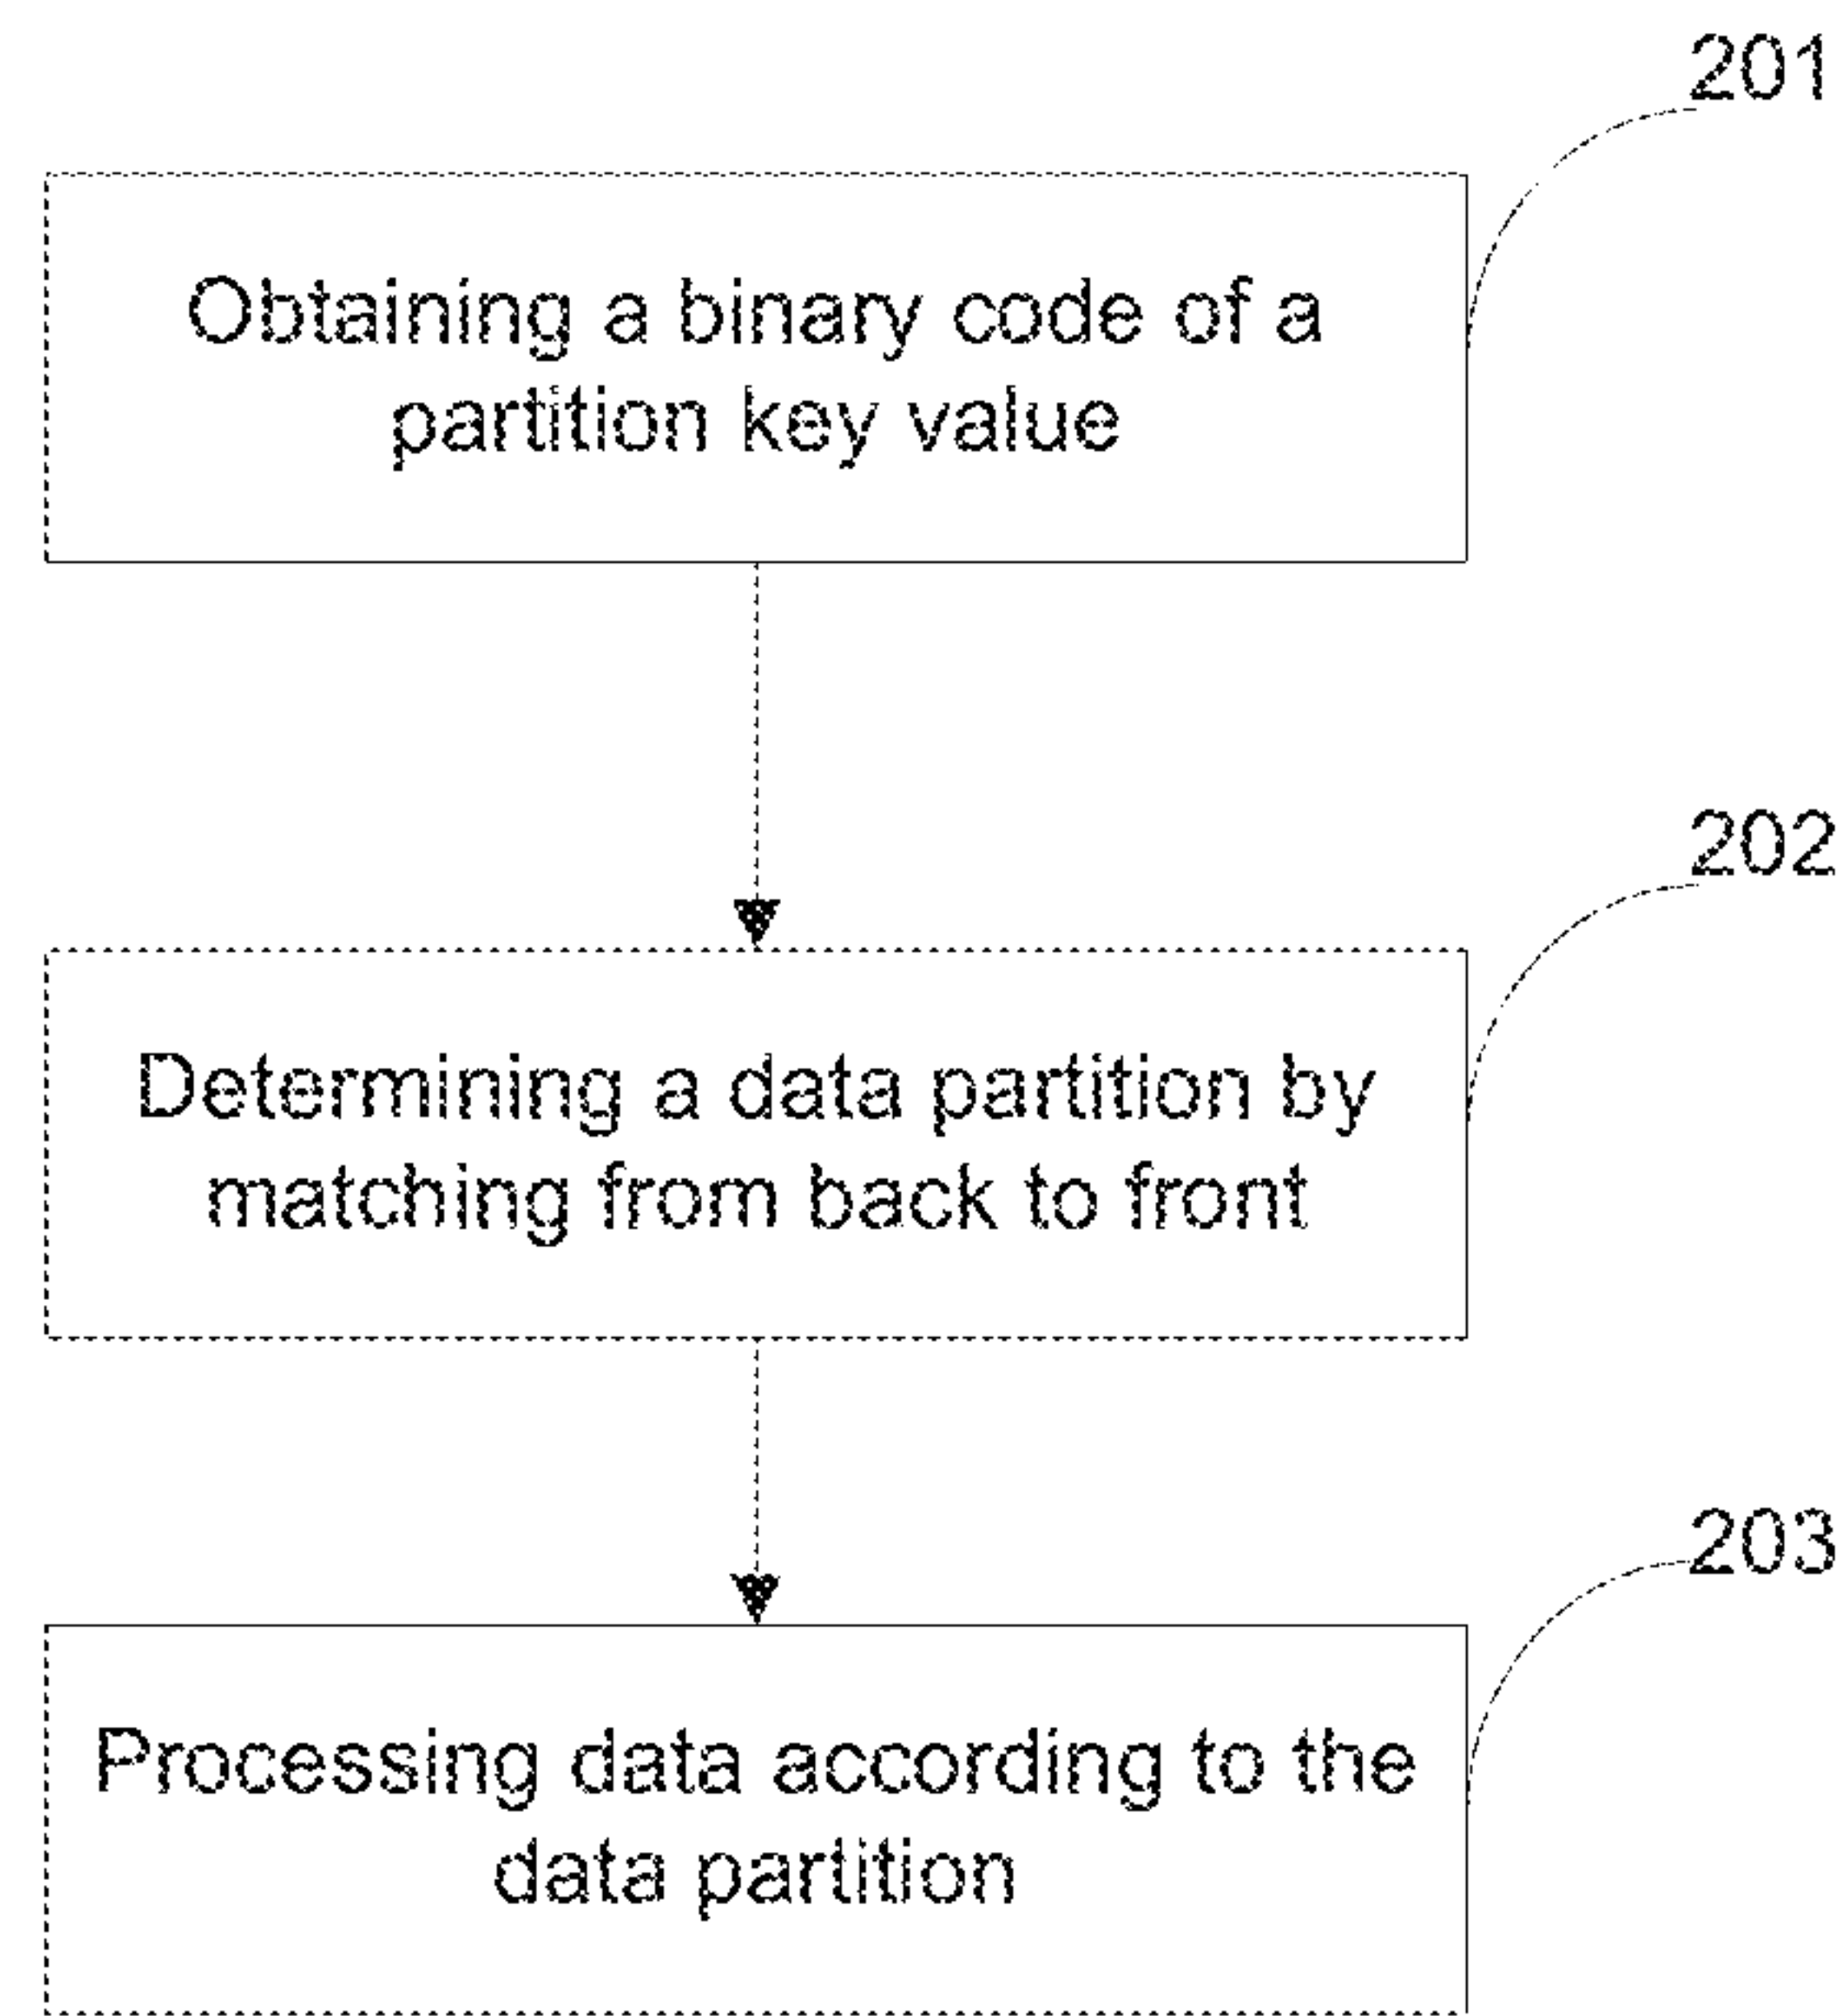 201
Obtaining a binary code of a
partition key value
202
Determining a data partition by
matching from back to front
203
Processing data according to the
data partition